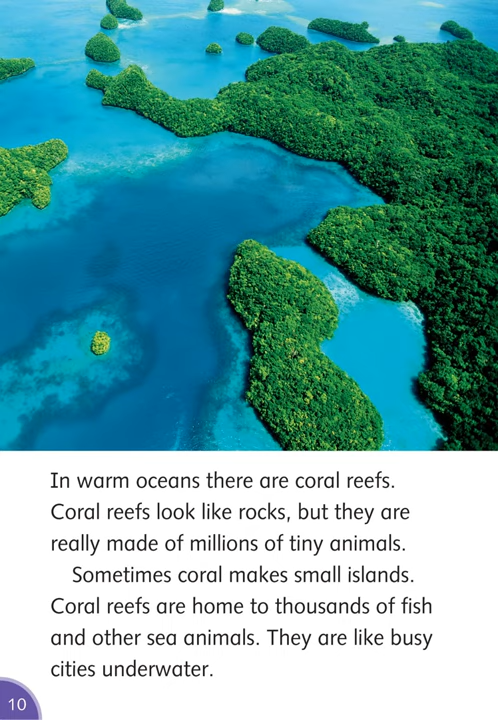 In warm oceans there are coral reefs.
Coral reefs look like rocks, but they are
really made of millions of tiny animals.
Sometimes coral makes small islands.
Coral reefs are home to thousands of fish
and other sea animals. They are like busy
cities underwater.
10